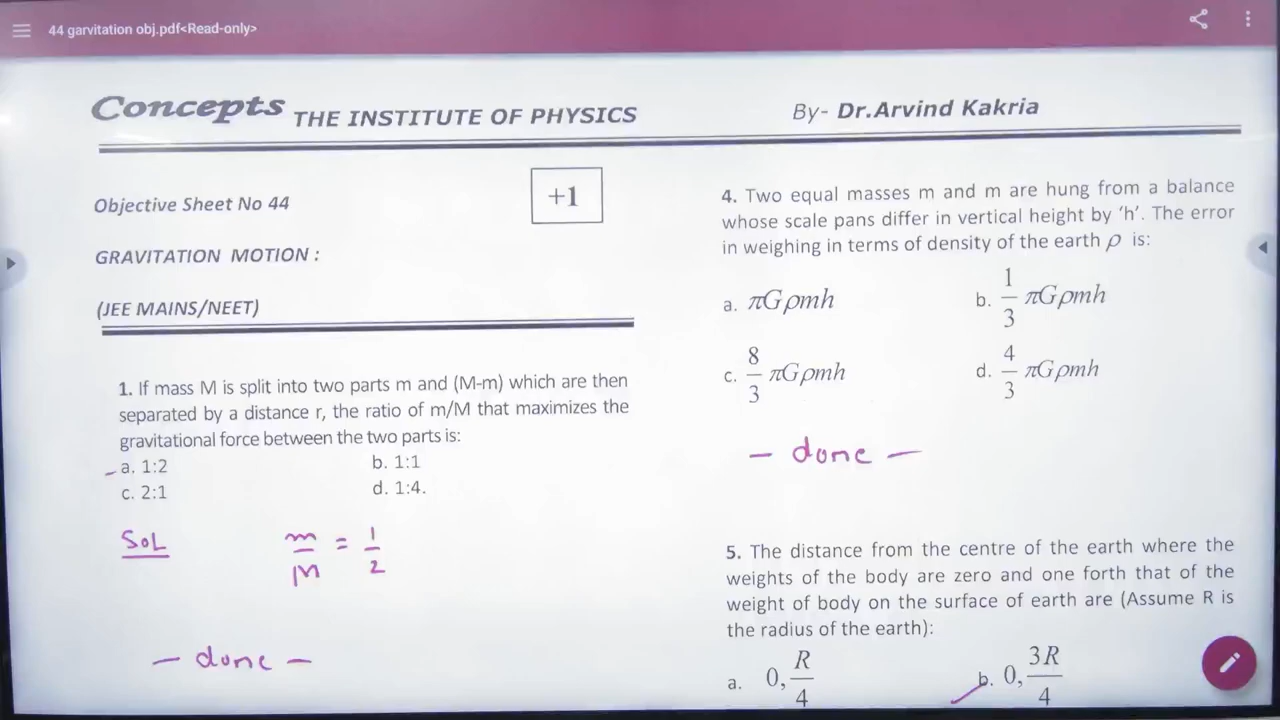 44 garvitation obj.pdf<Read-only>
Concepts THE INSTITUTE OF PHYSICS By- Dr.Arvind Kakria
Objective Sheet No 44
+1
GRAVITATION MOTION :
(JEE MAINS/NEET)
1. If mass M is split into two parts m and (M-m) which are then
separated by a distance r, the ratio of m/M that maximizes the
gravitational force between the two parts is:
a. 1:2 b. 1:1
c. 2:1 d. 1:4.
SOL m/M = 1/2
— done —
4. Two equal masses m and m are hung from a balance
whose scale pans differ in vertical height by ‘h’. The error
in weighing in terms of density of the earth ρ is:
a. πGρmh b. 1/3 πGρmh
c. 8/3 πGρmh d. 4/3 πGρmh
— done —
5. The distance from the centre of the earth where the
weights of the body are zero and one forth that of the
weight of body on the surface of earth are (Assume R is
the radius of the earth):
a. 0, R/4 b. 0, 3R/4